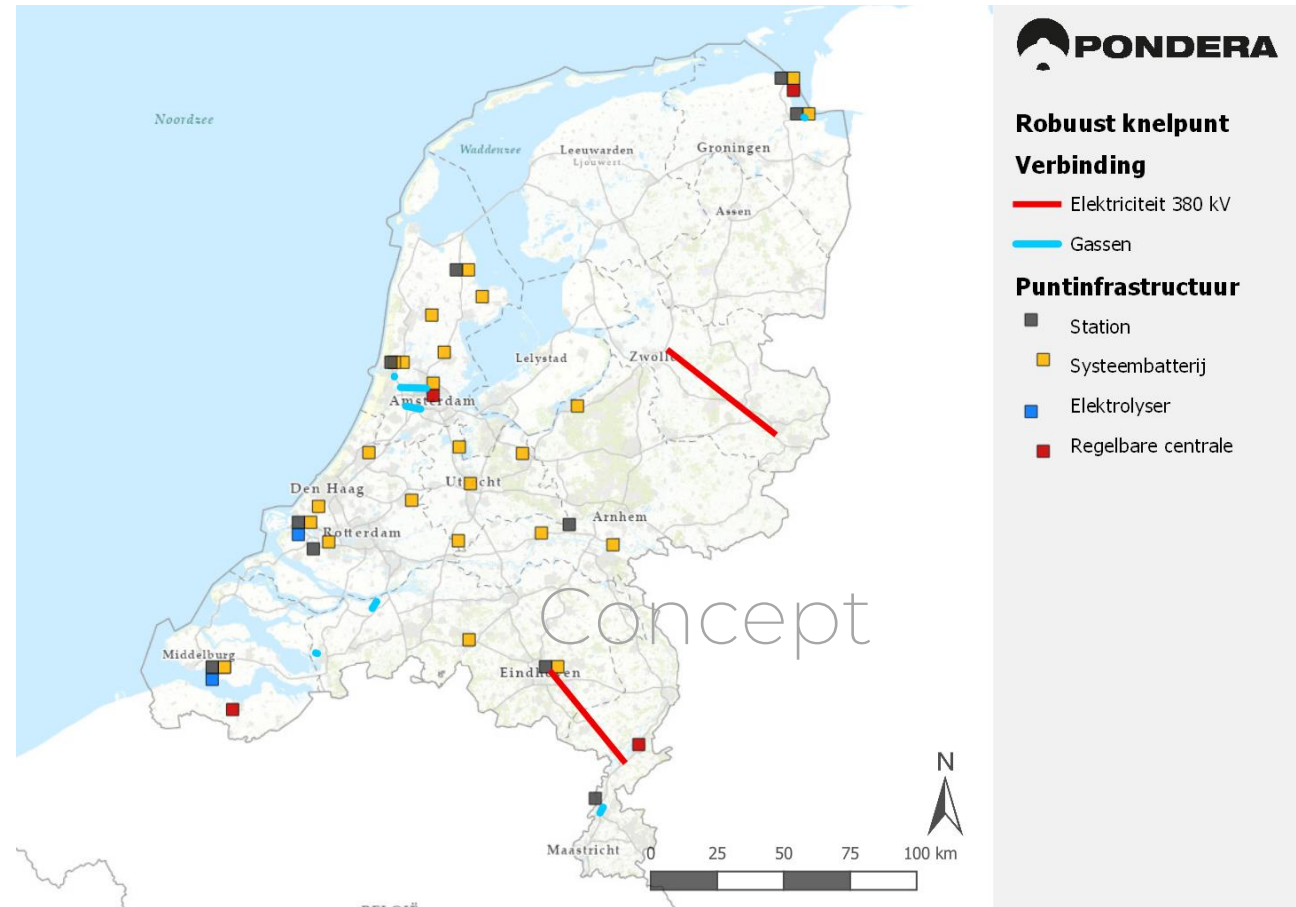 PONDERA
Robuust knelpunt
Verbinding
Elektriciteit 380 kV
Gassen
Puntinfrastructuur
Station
Systeembatterij
Elektrolyser
Regelbare centrale
Noordzee
Waddenzee
Leeuwarden
Ljouwert
Groningen
Assen
Lelystad
Zwolle
Amsterdam
Den Haag
Utrecht
Arnhem
Rotterdam
Concept
Middelburg
Eindhoven
Maastricht
N
0 25 50 75 100 km